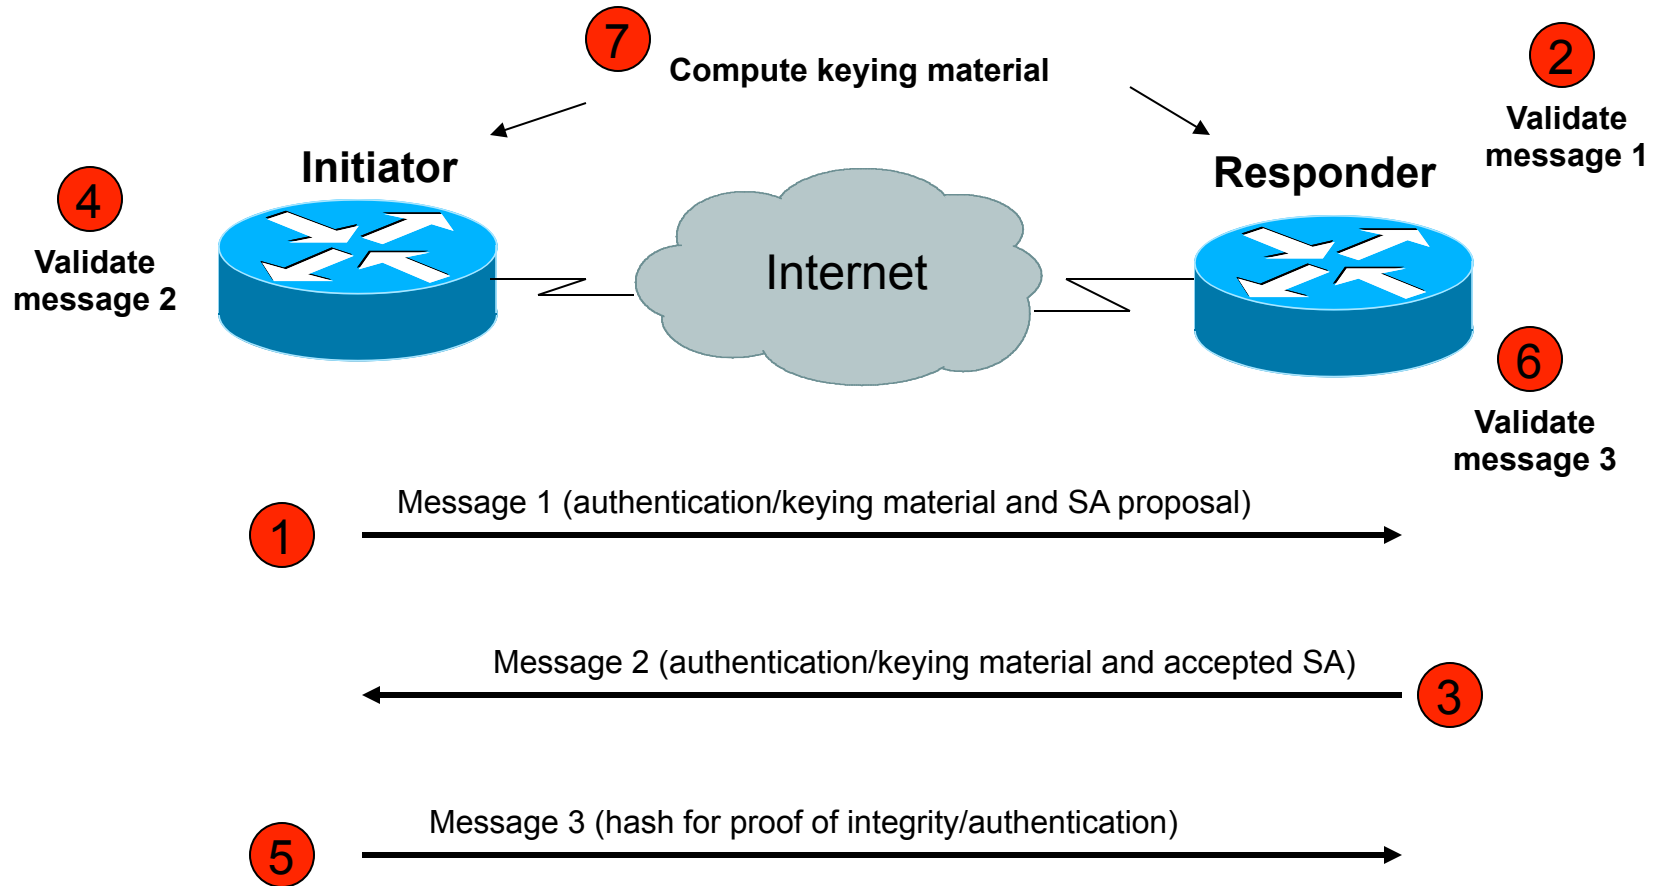 7
Compute keying material
2
Validate
message 1
Initiator
Responder
4
Validate
message 2
Internet
6
Validate
message 3
Message 1 (authentication/keying material and SA proposal)
1
Message 2 (authentication/keying material and accepted SA)
3
Message 3 (hash for proof of integrity/authentication)
5